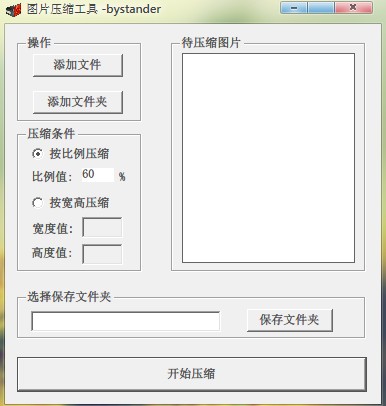 图片压缩工具 -bystander
操作
添加文件
添加文件夹
压缩条件
按比例压缩
比例值: 60 %
按宽高压缩
宽度值:
高度值:
待压缩图片
选择保存文件夹
保存文件夹
开始压缩